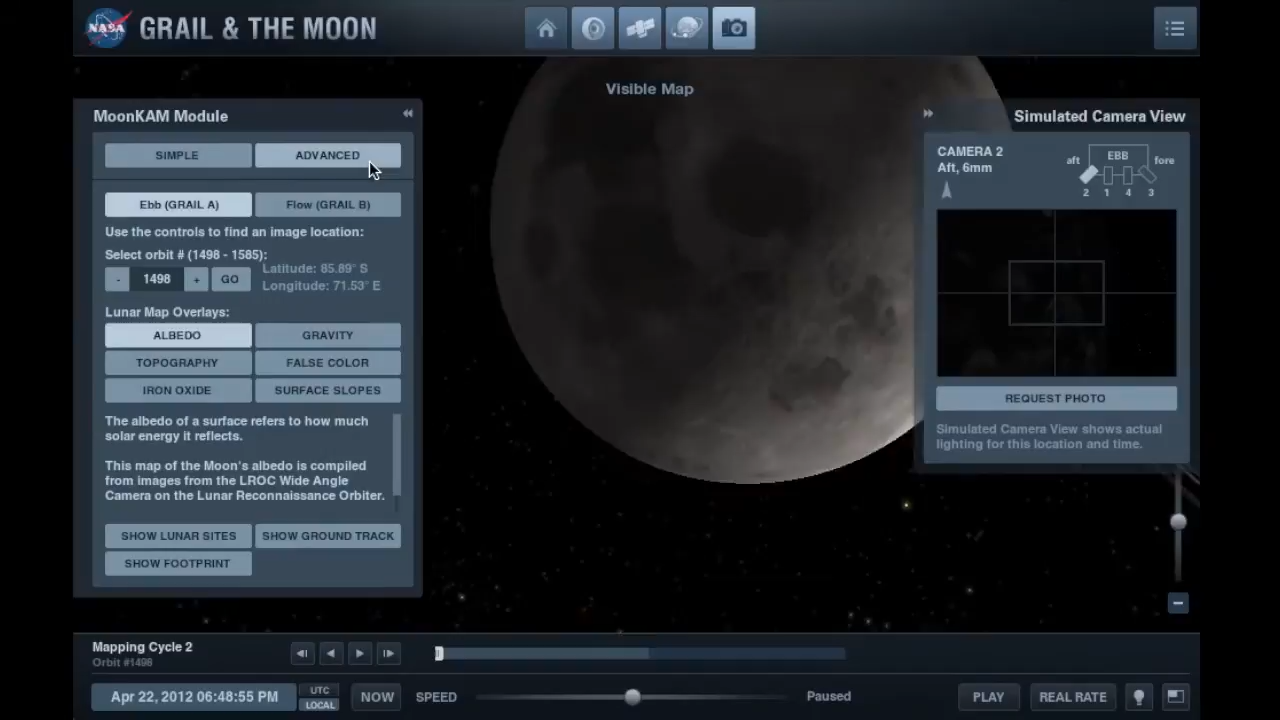 NASA
GRAIL & THE MOON
Visible Map
MoonKAM Module
SIMPLE
ADVANCED
Ebb (GRAIL A)
Flow (GRAIL B)
Use the controls to find an image location:
Select orbit # (1498 - 1585):
- 1498 + GO
Latitude: 85.89° S
Longitude: 71.53° E
Lunar Map Overlays:
ALBEDO
GRAVITY
TOPOGRAPHY
FALSE COLOR
IRON OXIDE
SURFACE SLOPES
The albedo of a surface refers to how much
solar energy it reflects.
This map of the Moon's albedo is compiled
from images from the LROC Wide Angle
Camera on the Lunar Reconnaissance Orbiter.
SHOW LUNAR SITES
SHOW GROUND TRACK
SHOW FOOTPRINT
Simulated Camera View
CAMERA 2
Aft, 6mm
aft
EBB
fore
2 1 4 3
REQUEST PHOTO
Simulated Camera View shows actual
lighting for this location and time.
Mapping Cycle 2
Orbit #1498
Apr 22, 2012 06:48:55 PM
UTC
LOCAL
NOW
SPEED
Paused
PLAY
REAL RATE